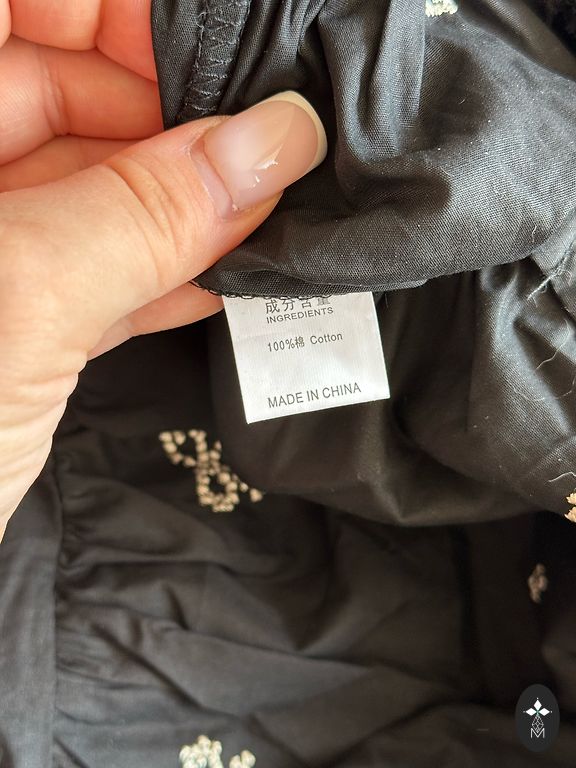 成分含量
INGREDIENTS
100%棉 Cotton
MADE IN CHINA
M